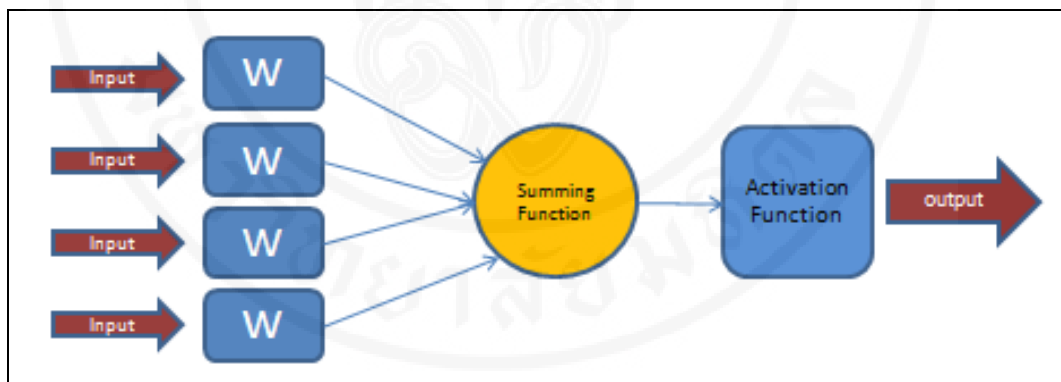 Input
W
Input
W
Input
W
Input
W
Summing
Function
Activation
Function
output